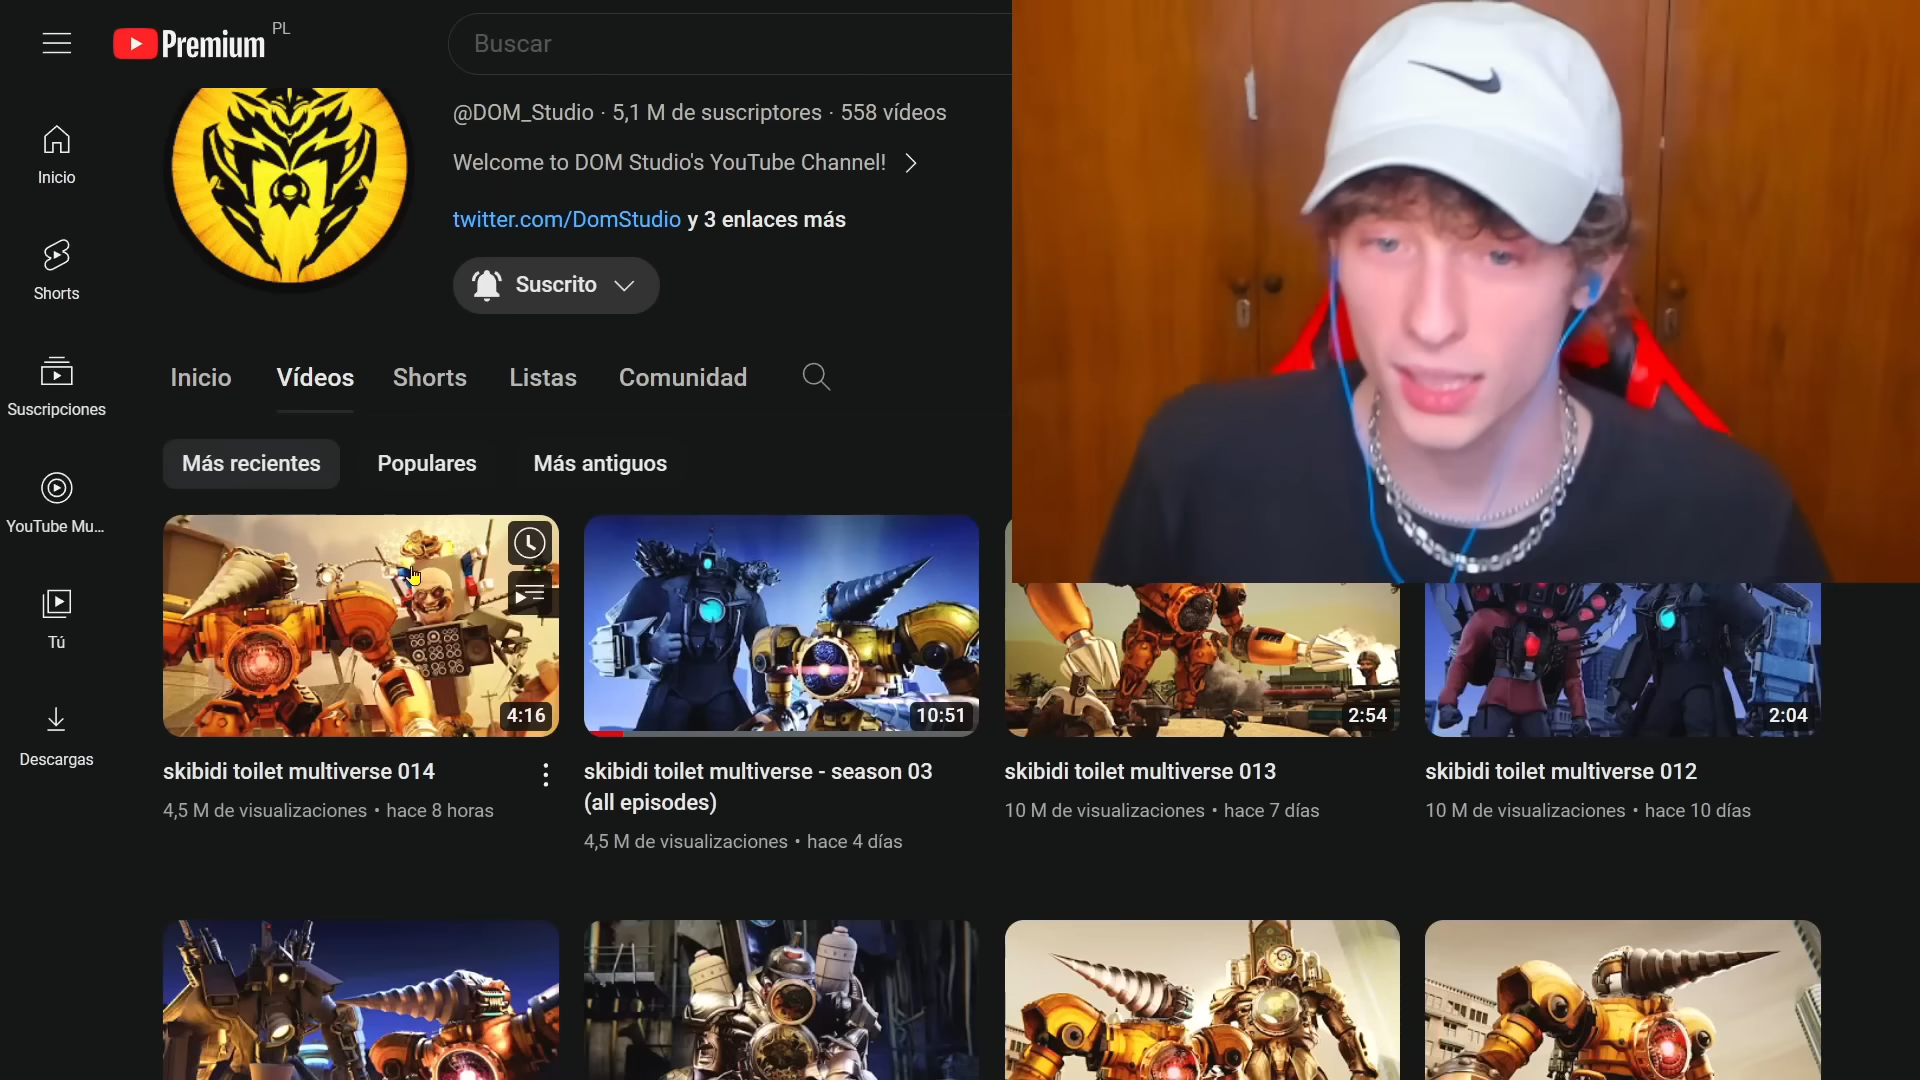 Premium PL
Buscar
@DOM_Studio · 5,1 M de suscriptores · 558 vídeos
Welcome to DOM Studio's YouTube Channel!
twitter.com/DomStudio y 3 enlaces más
Suscrito
Inicio
Shorts
Suscripciones
YouTube Mu...
Tú
Descargas
Inicio Vídeos Shorts Listas Comunidad
Más recientes Populares Más antiguos
4:16
10:51
2:54
2:04
skibidi toilet multiverse 014
4,5 M de visualizaciones • hace 8 horas
skibidi toilet multiverse - season 03
(all episodes)
4,5 M de visualizaciones • hace 4 días
skibidi toilet multiverse 013
10 M de visualizaciones • hace 7 días
skibidi toilet multiverse 012
10 M de visualizaciones • hace 10 días